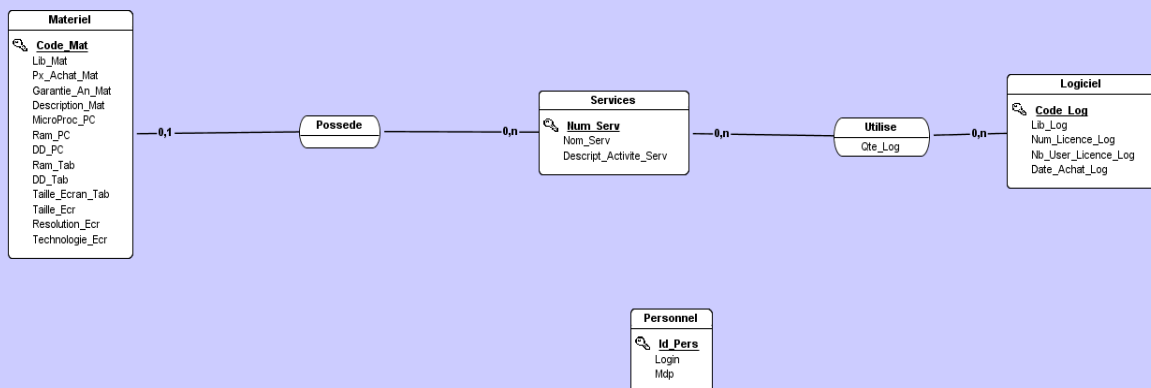 Materiel
Code_Mat
Lib_Mat
Px_Achat_Mat
Garantie_An_Mat
Description_Mat
MicroProc_PC
Ram_PC
DD_PC
Ram_Tab
DD_Tab
Taille_Ecran_Tab
Taille_Ecr
Resolution_Ecr
Technologie_Ecr
0,1
Possede
0,n
Services
Num_Serv
Nom_Serv
Descript_Activite_Serv
0,n
Utilise
Qte_Log
0,n
Logiciel
Code_Log
Lib_Log
Num_Licence_Log
Nb_User_Licence_Log
Date_Achat_Log
Personnel
Id_Pers
Login
Mdp